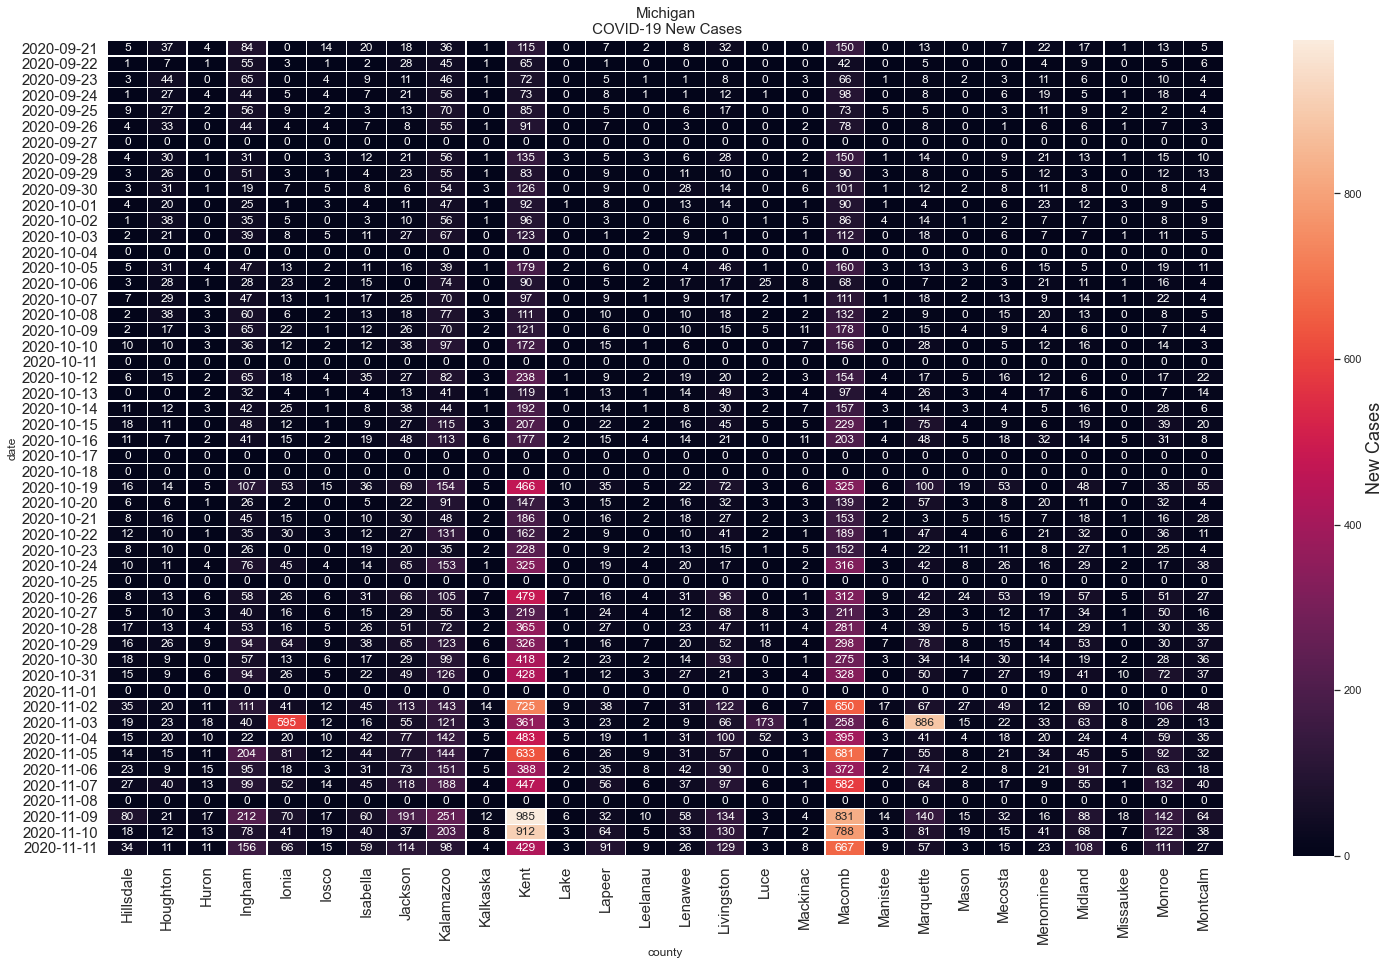 Michigan
COVID-19 New Cases
2020-09-21 5 37 4 84 0 14 20 18 36 1 115 0 7 2 8 32 0 0 150 0 13 0 7 22 17 1 13 5
2020-09-22 1 7 1 55 3 1 2 28 45 1 65 0 1 0 0 0 0 0 42 0 5 0 0 4 9 0 5 6
2020-09-23 3 44 0 65 0 4 9 11 46 1 72 0 5 1 1 8 0 3 66 1 8 2 3 11 6 0 10 4
2020-09-24 1 27 4 44 5 4 7 21 56 1 73 0 8 1 1 12 1 0 98 0 8 0 6 19 5 1 18 4
2020-09-25 9 27 2 56 9 2 3 13 70 0 85 0 5 0 6 17 0 0 73 5 5 0 3 11 9 2 2 4
2020-09-26 4 33 0 44 4 4 7 8 55 1 91 0 7 0 3 0 0 2 78 0 8 0 1 6 6 1 7 3
2020-09-27 0 0 0 0 0 0 0 0 0 0 0 0 0 0 0 0 0 0 0 0 0 0 0 0 0 0 0 0
2020-09-28 4 30 1 31 0 3 12 21 56 1 135 3 5 3 6 28 0 2 150 1 14 0 9 21 13 1 15 10
2020-09-29 3 26 0 51 3 1 4 23 55 1 83 0 9 0 11 10 0 1 90 3 8 0 5 12 3 0 12 13
2020-09-30 3 31 1 19 7 5 8 6 54 3 126 0 9 0 28 14 0 6 101 1 12 2 8 11 8 0 8 4
2020-10-01 4 20 0 25 1 3 4 11 47 1 92 1 8 0 13 14 0 1 90 1 4 0 6 23 12 3 9 5
2020-10-02 1 38 0 35 5 0 3 10 56 1 96 0 3 0 6 0 1 5 86 4 14 1 2 7 7 0 8 9
2020-10-03 2 21 0 39 8 5 11 27 67 0 123 0 1 2 9 1 0 1 112 0 18 0 6 7 7 1 11 5
2020-10-04 0 0 0 0 0 0 0 0 0 0 0 0 0 0 0 0 0 0 0 0 0 0 0 0 0 0 0 0
2020-10-05 5 31 4 47 13 2 11 16 39 1 179 2 6 0 4 46 1 0 160 3 13 3 6 15 5 0 19 11
2020-10-06 3 28 1 28 23 2 15 0 74 0 90 0 5 2 17 17 25 8 68 0 7 2 3 21 11 1 16 4
2020-10-07 7 29 3 47 13 1 17 25 70 0 97 0 9 1 9 17 2 1 111 1 18 2 13 9 14 1 22 4
2020-10-08 2 38 3 60 6 2 13 18 77 3 111 0 10 0 10 18 2 2 132 2 9 0 15 20 13 0 8 5
2020-10-09 2 17 3 65 22 1 12 26 70 2 121 0 6 0 10 15 5 11 178 0 15 4 9 4 6 0 7 4
2020-10-10 10 10 3 36 12 2 12 38 97 0 172 0 15 1 6 0 0 7 156 0 28 0 5 12 16 0 14 3
2020-10-11 0 0 0 0 0 0 0 0 0 0 0 0 0 0 0 0 0 0 0 0 0 0 0 0 0 0 0 0
2020-10-12 6 15 2 65 18 4 35 27 82 3 238 1 9 2 19 20 2 3 154 4 17 5 16 12 6 0 17 22
2020-10-13 0 0 2 32 4 1 4 13 41 1 119 1 13 1 14 49 3 4 97 4 26 3 4 17 6 0 7 14
2020-10-14 11 12 3 42 25 1 8 38 44 1 192 0 14 1 8 30 2 7 157 3 14 3 4 5 16 0 28 6
2020-10-15 18 11 0 48 12 1 9 27 115 3 207 0 22 2 16 45 5 5 229 1 75 4 9 6 19 0 39 20
2020-10-16 11 7 2 41 15 2 19 48 113 6 177 2 15 4 14 21 0 11 203 4 48 5 18 32 14 5 31 8
2020-10-17 0 0 0 0 0 0 0 0 0 0 0 0 0 0 0 0 0 0 0 0 0 0 0 0 0 0 0 0
2020-10-18 0 0 0 0 0 0 0 0 0 0 0 0 0 0 0 0 0 0 0 0 0 0 0 0 0 0 0 0
2020-10-19 16 14 5 107 53 15 36 69 154 5 466 10 35 5 22 72 3 6 325 6 100 19 53 0 48 7 35 55
2020-10-20 6 6 1 26 2 0 5 22 91 0 147 3 15 2 16 32 3 3 139 2 57 3 8 20 11 0 32 4
2020-10-21 8 16 0 45 15 0 10 30 48 2 186 0 16 2 18 27 2 3 153 2 3 5 15 7 18 1 16 28
2020-10-22 12 10 1 35 30 3 12 27 131 0 162 2 9 0 10 41 2 1 189 1 47 4 6 21 32 0 36 11
2020-10-23 8 10 0 26 0 0 19 20 35 2 228 0 9 2 13 15 1 5 152 4 22 11 11 8 27 1 25 4
2020-10-24 10 11 4 76 45 4 14 65 153 1 325 0 19 4 20 17 0 2 316 3 42 8 26 16 29 2 17 38
2020-10-25 0 0 0 0 0 0 0 0 0 0 0 0 0 0 0 0 0 0 0 0 0 0 0 0 0 0 0 0
2020-10-26 8 13 6 58 26 6 31 66 105 7 479 7 16 4 31 96 0 1 312 9 42 24 53 19 57 5 51 27
2020-10-27 5 10 3 40 16 6 15 29 55 3 219 1 24 4 12 68 8 3 211 3 29 3 12 17 34 1 50 16
2020-10-28 17 13 4 53 16 5 26 51 72 2 365 0 27 0 23 47 11 4 281 4 39 5 15 14 29 1 30 35
2020-10-29 16 26 9 94 64 9 38 65 123 6 326 1 16 7 20 52 18 4 298 7 78 8 15 14 53 0 30 37
2020-10-30 18 9 0 57 13 6 17 29 99 6 418 2 23 2 14 93 0 1 275 3 34 14 30 14 19 2 28 36
2020-10-31 15 9 6 94 26 5 22 49 126 0 428 1 12 3 27 21 3 4 328 0 50 7 27 19 41 10 72 37
2020-11-01 0 0 0 0 0 0 0 0 0 0 0 0 0 0 0 0 0 0 0 0 0 0 0 0 0 0 0 0
2020-11-02 35 20 11 111 41 12 45 113 143 14 725 9 38 7 31 122 6 7 650 17 67 27 49 12 69 10 106 48
2020-11-03 19 23 18 40 595 12 16 55 121 3 361 3 23 2 9 66 173 1 258 6 886 15 22 33 63 8 29 13
2020-11-04 15 20 10 22 20 10 42 77 142 5 483 5 19 1 31 100 52 3 395 3 41 4 18 20 24 4 59 35
2020-11-05 14 15 11 204 81 12 44 77 144 7 633 6 26 9 31 57 0 1 681 7 55 8 21 34 45 5 92 32
2020-11-06 23 9 15 95 18 3 31 73 151 5 388 2 35 8 42 90 0 3 372 2 74 2 8 21 91 7 63 18
2020-11-07 27 40 13 99 52 14 45 118 188 4 447 0 56 6 37 97 6 1 582 0 64 8 17 9 55 1 132 40
2020-11-08 0 0 0 0 0 0 0 0 0 0 0 0 0 0 0 0 0 0 0 0 0 0 0 0 0 0 0 0
2020-11-09 80 21 17 212 70 17 60 191 251 12 985 6 32 10 58 134 3 4 831 14 140 15 32 16 88 18 142 64
2020-11-10 18 12 13 78 41 19 40 37 203 8 912 3 64 5 33 130 7 2 788 3 81 19 15 41 68 7 122 38
2020-11-11 34 11 11 156 66 15 59 114 98 4 429 3 91 9 26 129 3 8 667 9 57 3 15 23 108 6 111 27
Hillsdale Houghton Huron Ingham Ionia Iosco Isabella Jackson Kalamazoo Kalkaska Kent Lake Lapeer Leelanau Lenawee Livingston Luce Mackinac Macomb Manistee Marquette Mason Mecosta Menominee Midland Missaukee Monroe Montcalm
county
date
800
600
400
200
0
New Cases